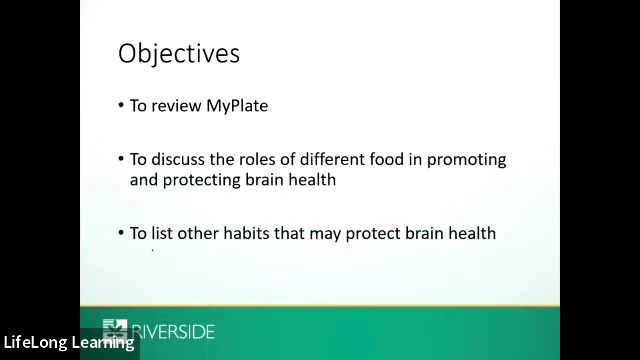 Objectives
• To review MyPlate
• To discuss the roles of different food in promoting
and protecting brain health
• To list other habits that may protect brain health
RIVERSIDE
LifeLong Learning